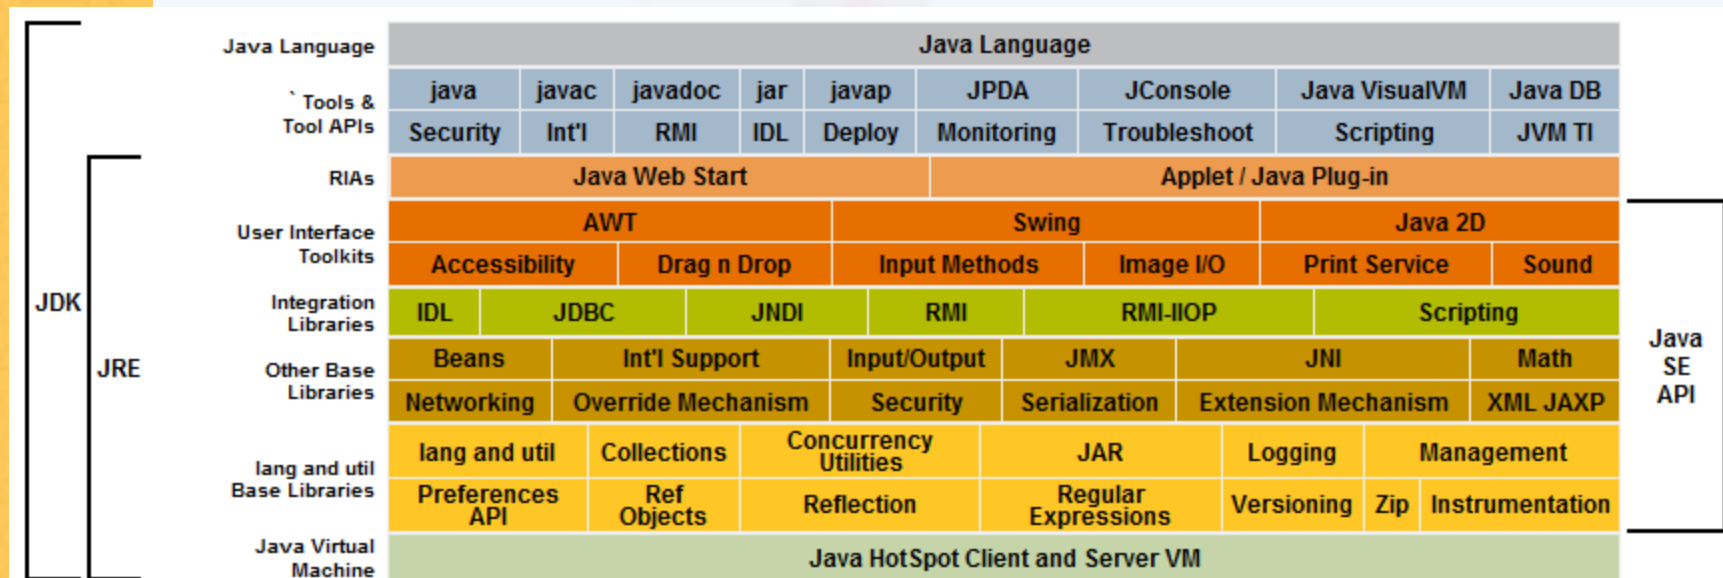 Java Language
Java Language
` Tools &
Tool APIs
java javac javadoc jar javap JPDA JConsole Java VisualVM Java DB
Security Int'l RMI IDL Deploy Monitoring Troubleshoot Scripting JVM TI
RIAs
Java Web Start Applet / Java Plug-in
User Interface
Toolkits
AWT Swing Java 2D
Accessibility Drag n Drop Input Methods Image I/O Print Service Sound
JDK
Integration
Libraries
IDL JDBC JNDI RMI RMI-IIOP Scripting
JRE
Other Base
Libraries
Beans Int'l Support Input/Output JMX JNI Math
Networking Override Mechanism Security Serialization Extension Mechanism XML JAXP
Java
SE
API
lang and util
Base Libraries
lang and util Collections Concurrency Utilities JAR Logging Management
Preferences API Ref Objects Reflection Regular Expressions Versioning Zip Instrumentation
Java Virtual
Machine
Java HotSpot Client and Server VM